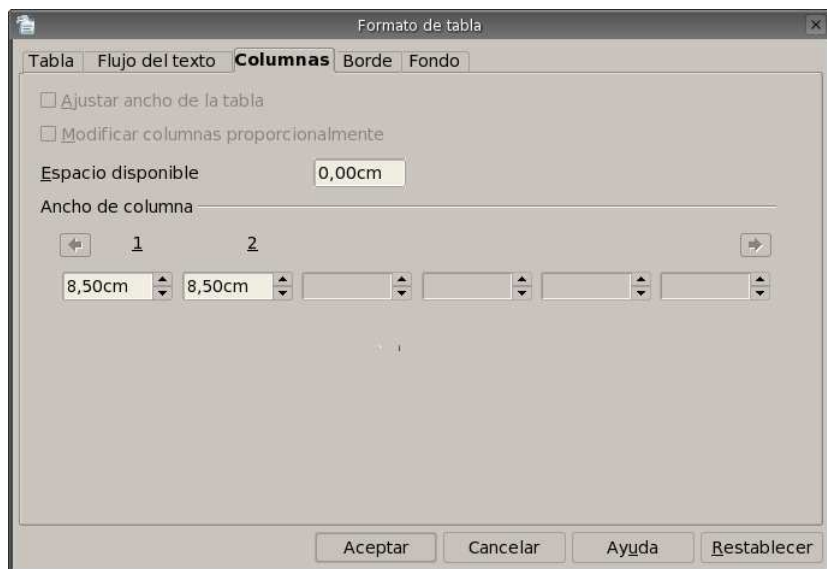 Formato de tabla
Tabla Flujo del texto Columnas Borde Fondo
Ajustar ancho de la tabla
Modificar columnas proporcionalmente
Espacio disponible 0,00cm
Ancho de columna
1 2
8,50cm 8,50cm
Aceptar Cancelar Ayuda Restablecer